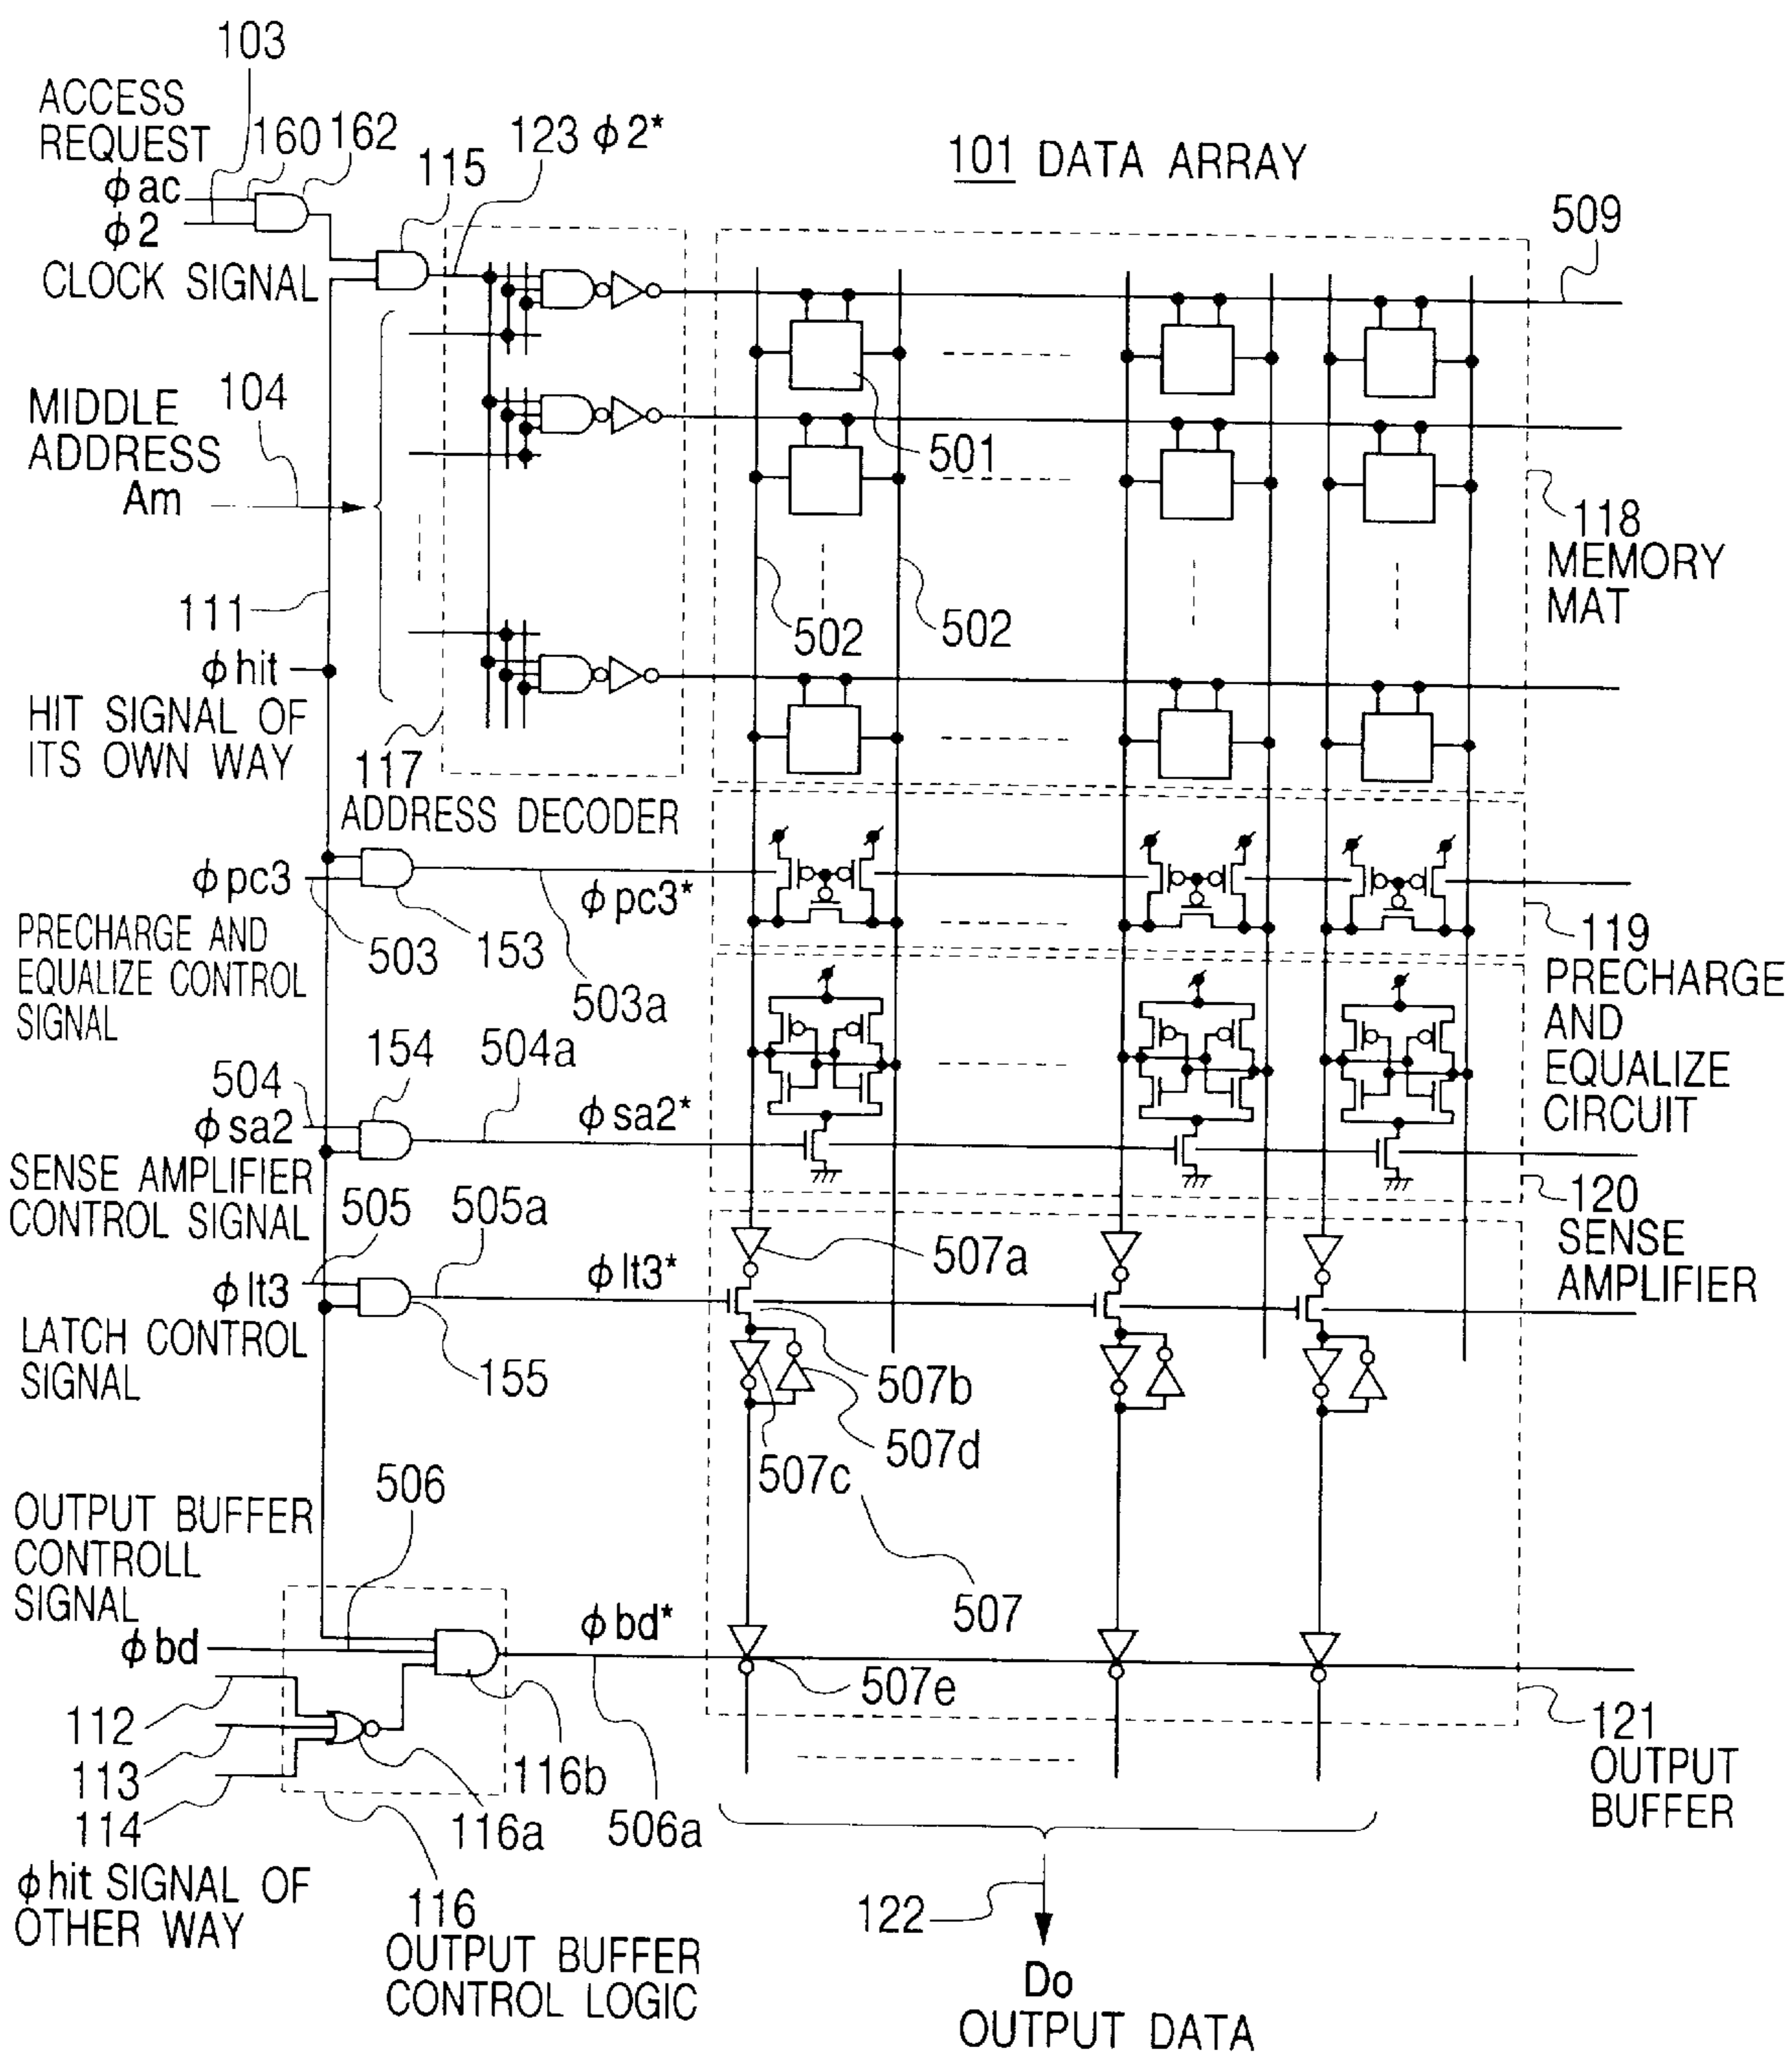 103
ACCESS
REQUEST
160
162
115
123 ϕ2*
ϕac
ϕ2
CLOCK SIGNAL
101 DATA ARRAY
509
MIDDLE
ADDRESS
Am
104
501
118
MEMORY
MAT
111
502
502
ϕhit
HIT SIGNAL OF
ITS OWN WAY
117
ADDRESS DECODER
ϕpc3
ϕpc3*
PRECHARGE AND
EQUALIZE CONTROL
SIGNAL
503
153
503a
119
PRECHARGE
AND
EQUALIZE
CIRCUIT
504
154
504a
ϕsa2
ϕsa2*
SENSE AMPLIFIER
CONTROL SIGNAL
120
SENSE
AMPLIFIER
505
505a
507a
ϕlt3
ϕlt3*
LATCH CONTROL
SIGNAL
155
507b
507d
507c
506
OUTPUT BUFFER
CONTROLL
SIGNAL
507
ϕbd
ϕbd*
507e
112
113
114
116b
116a
506a
121
OUTPUT
BUFFER
ϕhit SIGNAL OF
OTHER WAY
116
OUTPUT BUFFER
CONTROL LOGIC
122
Do
OUTPUT DATA